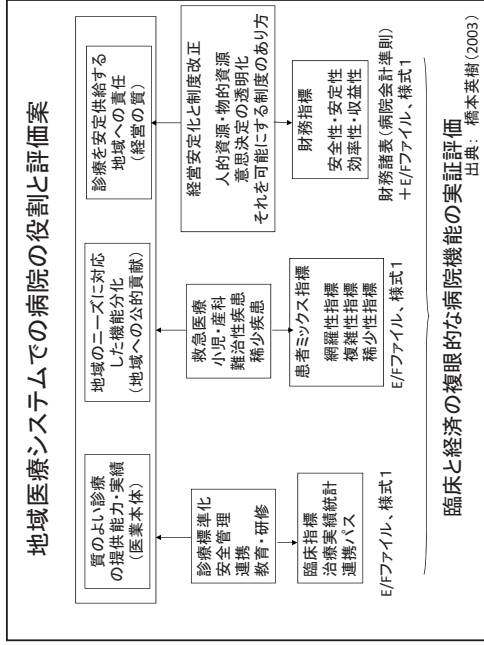 地域医療システムでの病院の役割と評価案
質のよい診療
の提供能力・実績
（医業本体）
地域のニーズに対応
した機能分化
（地域への公的貢献）
診療を安定供給する
地域への責任
（経営の質）
診療標準化
安全管理
連携
教育・研修
救急医療
小児・産科
難治性疾患
稀少疾患
経営安定化と制度改正
人的資源・物的資源
意思決定の透明化
それを可能にする制度のあり方
臨床指標
治療実績統計
連携パス
患者ミックス指標
網羅性指標
複雑性指標
稀少性指標
財務指標
安全性・安定性
効率性・収益性
E/Fファイル、様式1
E/Fファイル、様式1
財務諸表（病院会計準則）
＋E/Fファイル、様式1
臨床と経済の複眼的な病院機能の実証評価
出典： 橋本英樹（2003）